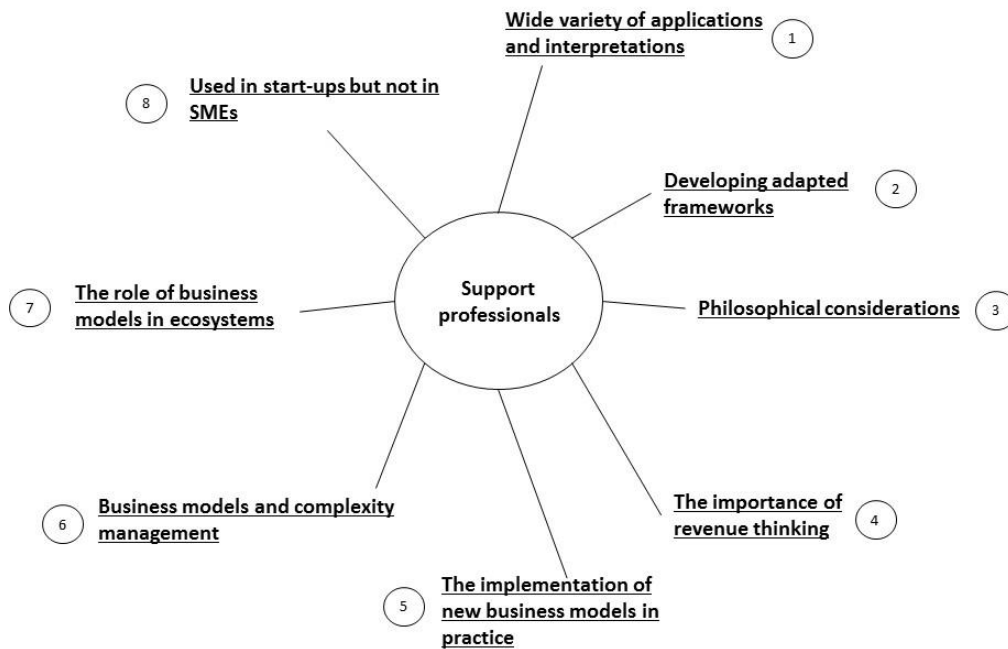 Wide variety of applications
and interpretations
1
Developing adapted
frameworks
2
Philosophical considerations
3
The importance of
revenue thinking
4
The implementation of
new business models in
practice
5
Business models and complexity
management
6
The role of business
models in ecosystems
7
Used in start-ups but not in
SMEs
8
Support
professionals